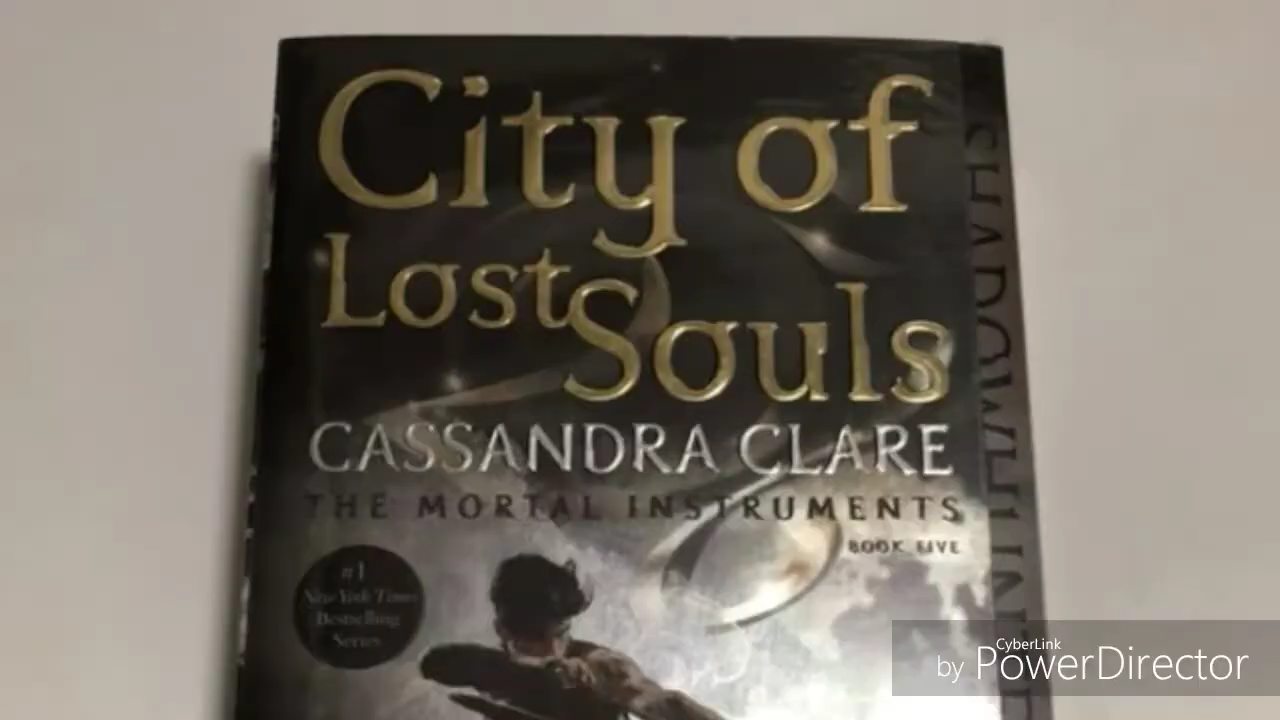 City of
Lost Souls
CASSANDRA CLARE
THE MORTAL INSTRUMENTS
BOOK FIVE
#1
New York Times
Bestselling
Series
CyberLink
by PowerDirector